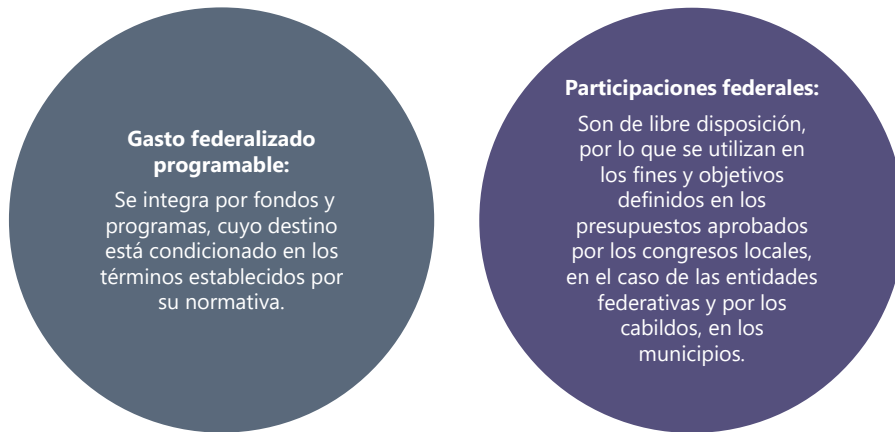 Gasto federalizado
programable:
Se integra por fondos y
programas, cuyo destino
está condicionado en los
términos establecidos por
su normativa.
Participaciones federales:
Son de libre disposición,
por lo que se utilizan en
los fines y objetivos
definidos en los
presupuestos aprobados
por los congresos locales,
en el caso de las entidades
federativas y por los
cabildos, en los
municipios.